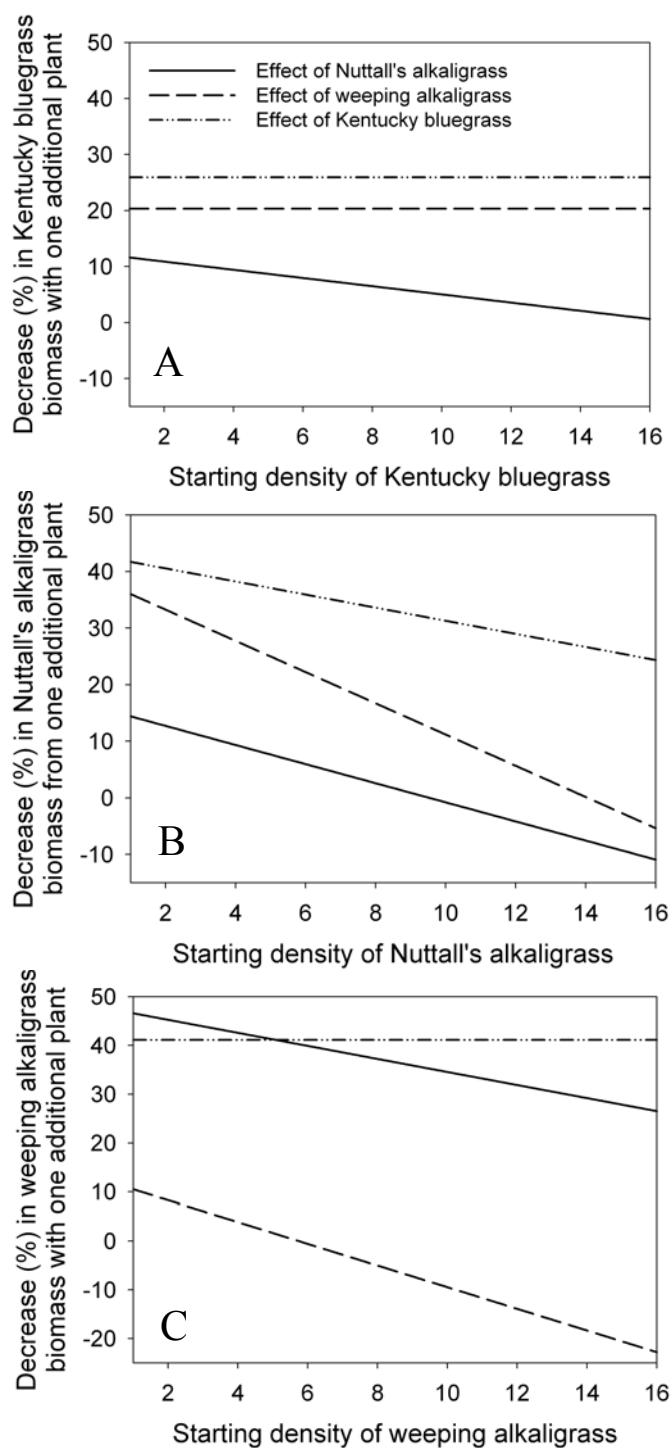 Decrease (%) in Kentucky bluegrass
biomass with one additional plant
50
40
30
20
10
0
-10
Effect of Nuttall's alkaligrass
Effect of weeping alkaligrass
Effect of Kentucky bluegrass
A
2 4 6 8 10 12 14 16
Starting density of Kentucky bluegrass
Decrease (%) in Nuttall's alkaligrass
biomass from one additional plant
50
40
30
20
10
0
-10
B
2 4 6 8 10 12 14 16
Starting density of Nuttall's alkaligrass
Decrease (%) in weeping alkaligrass
biomass with one additional plant
50
40
30
20
10
0
-10
-20
C
2 4 6 8 10 12 14 16
Starting density of weeping alkaligrass